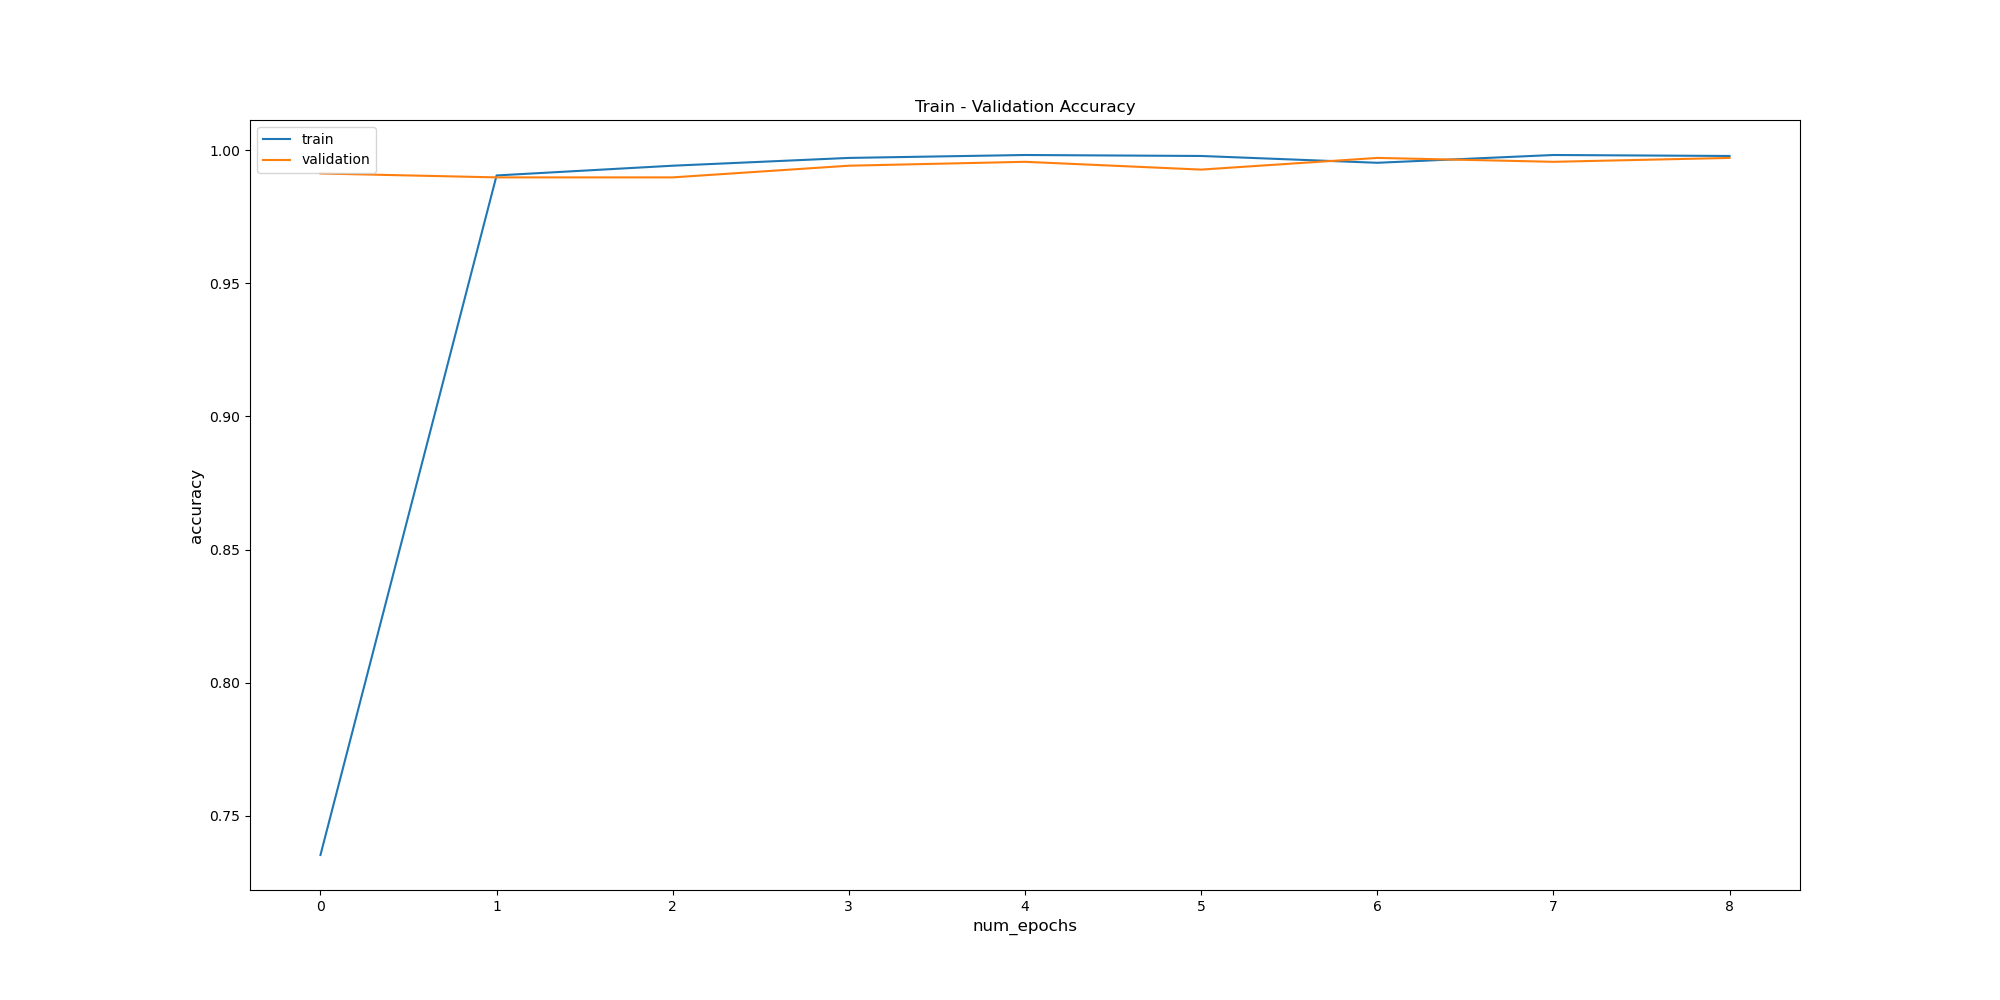 Train - Validation Accuracy
train
validation
1.00
0.95
0.90
0.85
0.80
0.75
accuracy
0 1 2 3 4 5 6 7 8
num_epochs